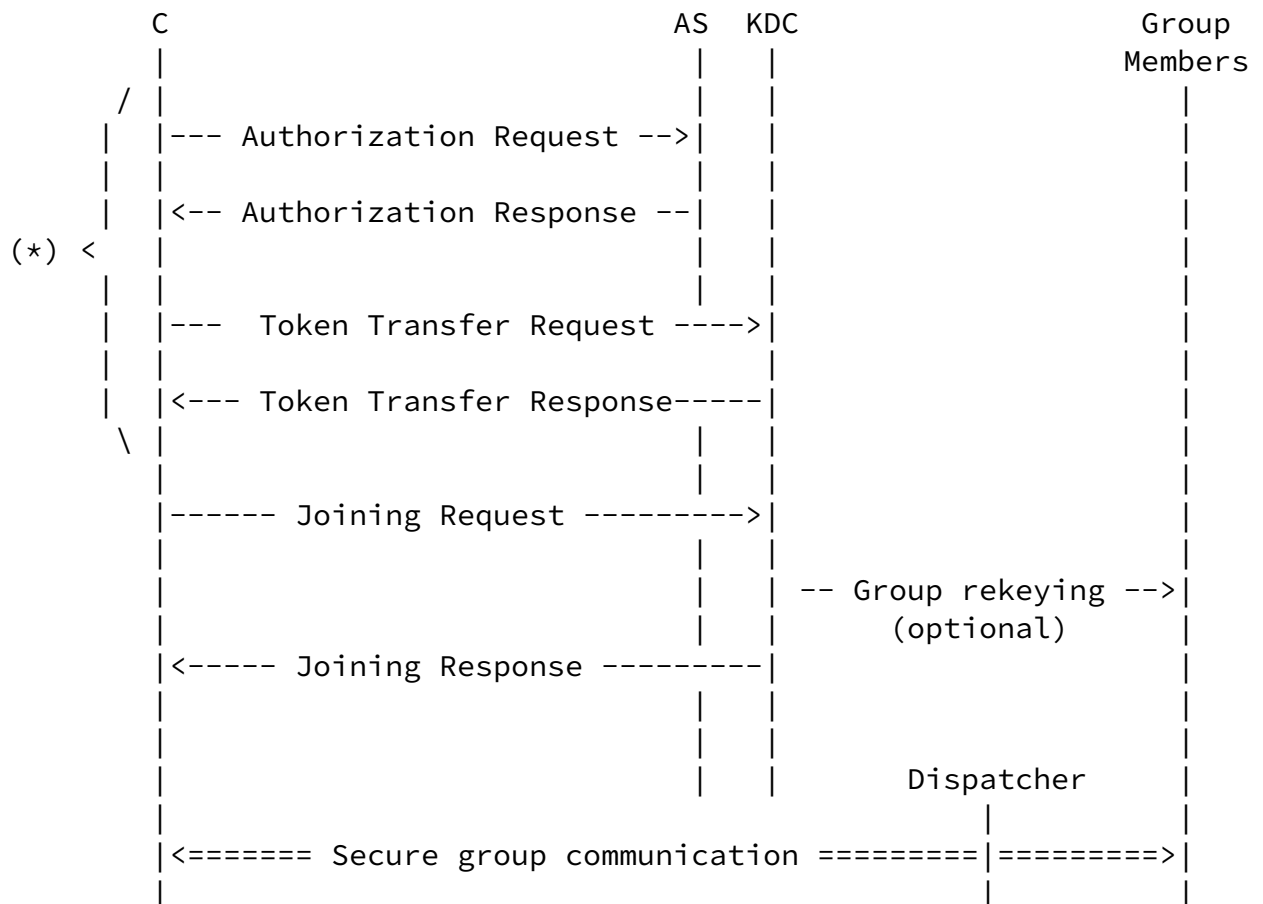 C AS KDC Group
Members
--- Authorization Request -->
<-- Authorization Response --
(*) <
--- Token Transfer Request ---->
<--- Token Transfer Response-----
------ Joining Request --------->
-- Group rekeying -->
(optional)
<----- Joining Response ---------
Dispatcher
<======= Secure group communication ========= =========>